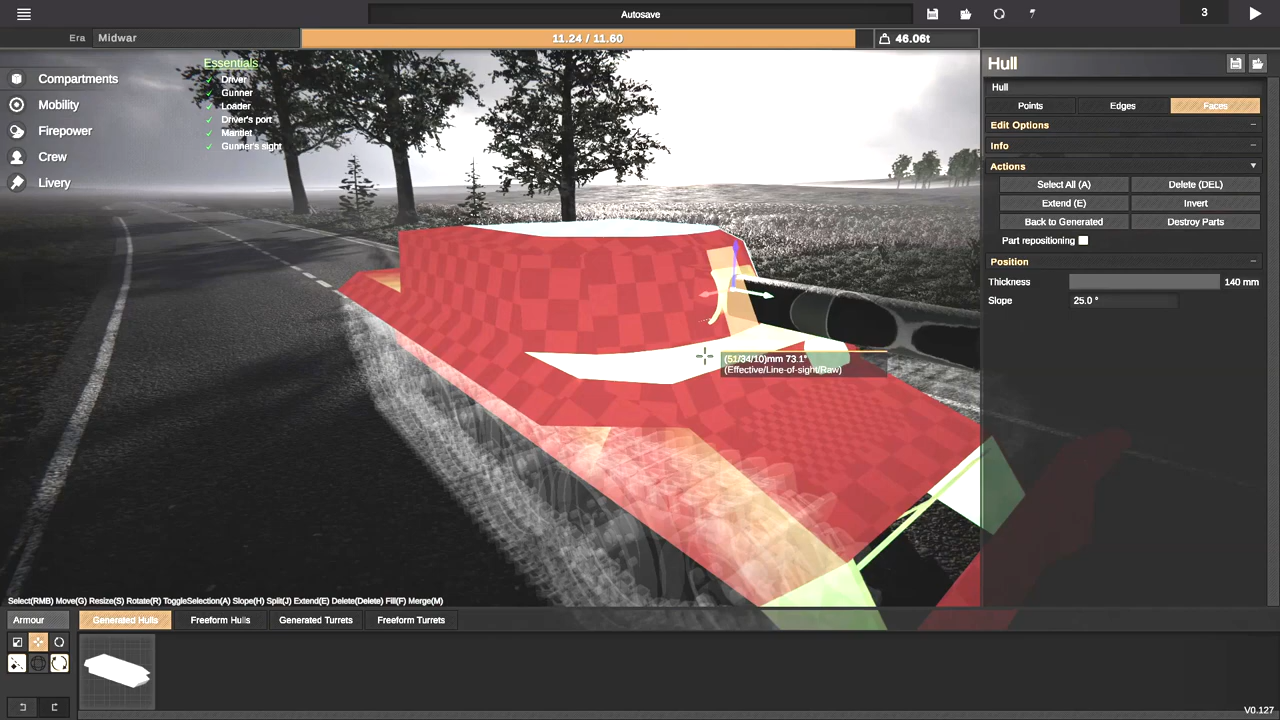 Autosave
3
Era Midwar
11.24 / 11.60
46.06t
Compartments
Mobility
Firepower
Crew
Livery
Essentials
✓ Driver
✓ Gunner
✓ Loader
✓ Driver's port
✓ Mantlet
✓ Gunner's sight
Hull
Hull
Points Edges Faces
Edit Options
Info
Actions
Select All (A) Delete (DEL)
Extend (E) Invert
Back to Generated Destroy Parts
Part repositioning
Position
Thickness 140 mm
Slope 25.0 °
(51/34/10)mm 73.1°
(Effective/Line-of-sight/Raw)
Select(RMB) Move(G) Resize(S) Rotate(R) ToggleSelection(A) Slope(H) Split(J) Extend(E) Delete(Delete) Fill(F) Merge(M)
Armour Generated Hulls Freeform Hulls Generated Turrets Freeform Turrets
V0.127